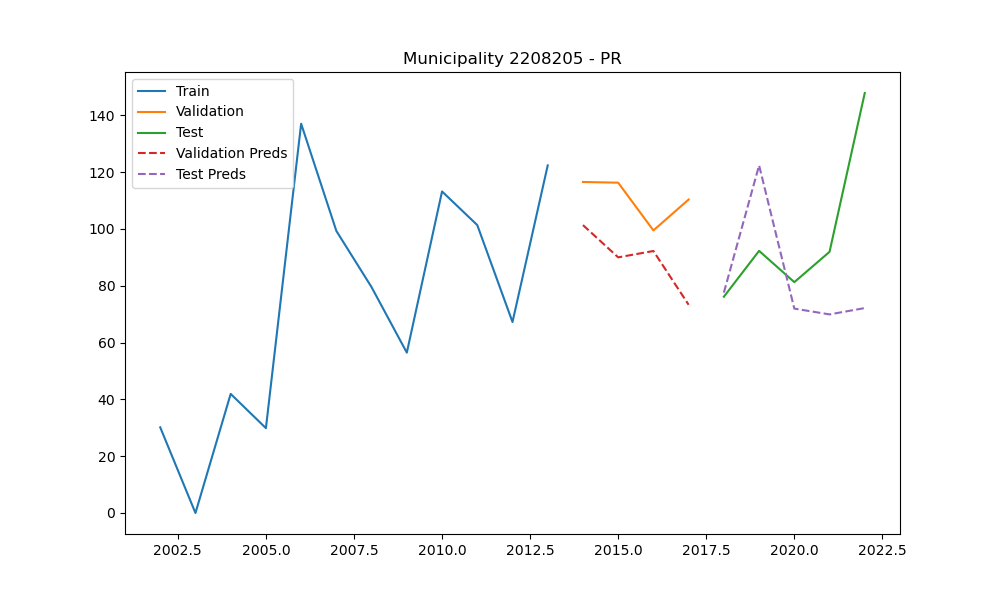 Municipality 2208205 - PR
Train
Validation
Test
Validation Preds
Test Preds
140
120
100
80
60
40
20
0
2002.5 2005.0 2007.5 2010.0 2012.5 2015.0 2017.5 2020.0 2022.5